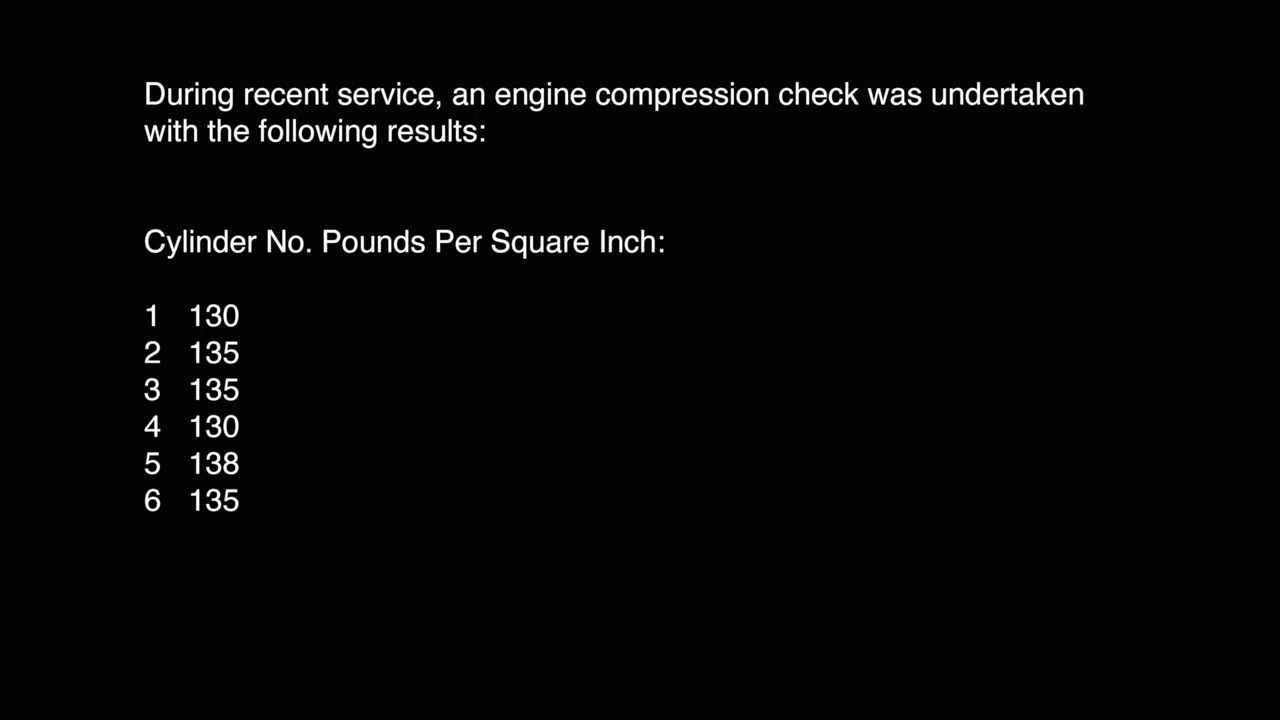 During recent service, an engine compression check was undertaken
with the following results:
Cylinder No. Pounds Per Square Inch:
1 130
2 135
3 135
4 130
5 138
6 135